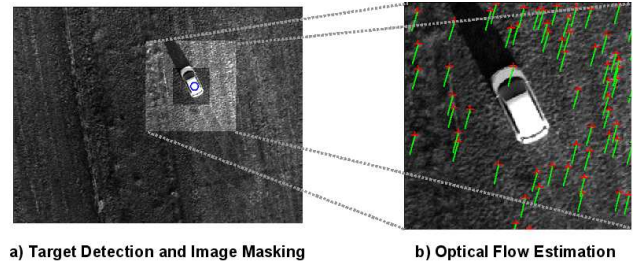 a) Target Detection and Image Masking
b) Optical Flow Estimation